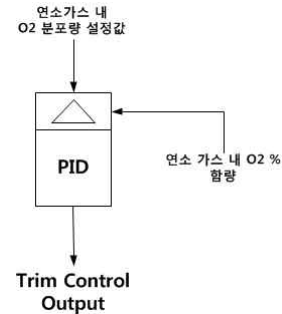 연소가스 내
O2 분포량 설정값
PID
연소 가스 내 O2 %
함량
Trim Control
Output